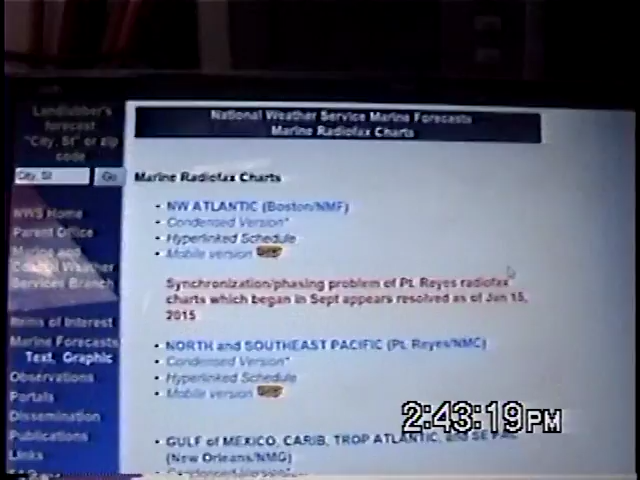 Landlubber's
forecast
"City, St" or zip
code
City, St
Go
NWS Home
Parent Office
Marine and
Coastal Weather
Services Branch
Items of Interest
Marine Forecasts
Text, Graphic
Observations
Portals
Dissemination
Publications
Links
National Weather Service Marine Forecasts
Marine Radiofax Charts
Marine Radiofax Charts
• NW ATLANTIC (Boston/NMF)
• Condensed Version*
• Hyperlinked Schedule
• Mobile version
Synchronization/phasing problem of Pt. Reyes radiofax
charts which began in Sept appears resolved as of Jan 15,
2015
• NORTH and SOUTHEAST PACIFIC (Pt. Reyes/NMC)
• Condensed Version*
• Hyperlinked Schedule
• Mobile version
• GULF of MEXICO, CARIB, TROP ATLANTIC, and SE PAC
(New Orleans/NMG)
• Condensed Version*
2:43:19 PM